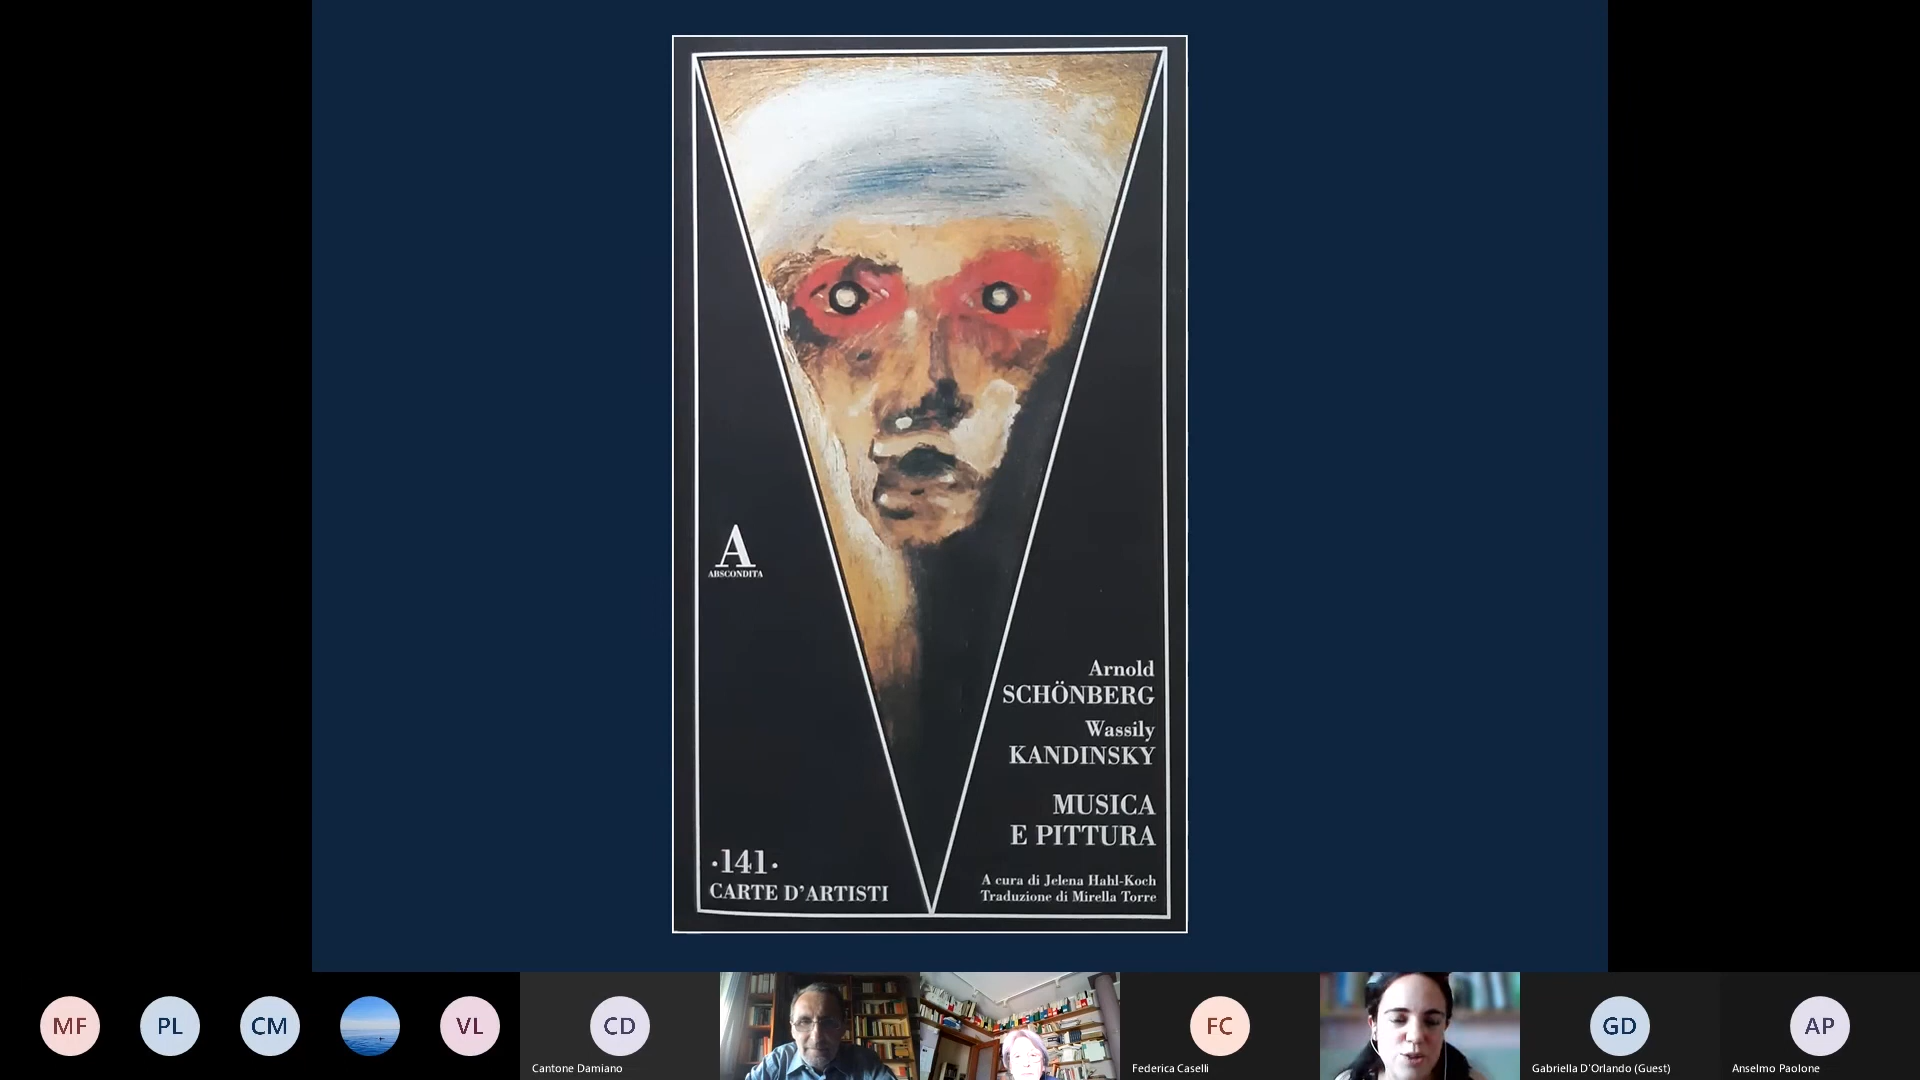 A
ABSCONDITA
Arnold
SCHÖNBERG
Wassily
KANDINSKY
MUSICA
E PITTURA
·141·
CARTE D'ARTISTI
A cura di Jelena Hahl-Koch
Traduzione di Mirella Torre
MF
PL
CM
VL
CD
Cantone Damiano
FC
Federica Caselli
GD
Gabriella D'Orlando (Guest)
AP
Anselmo Paolone